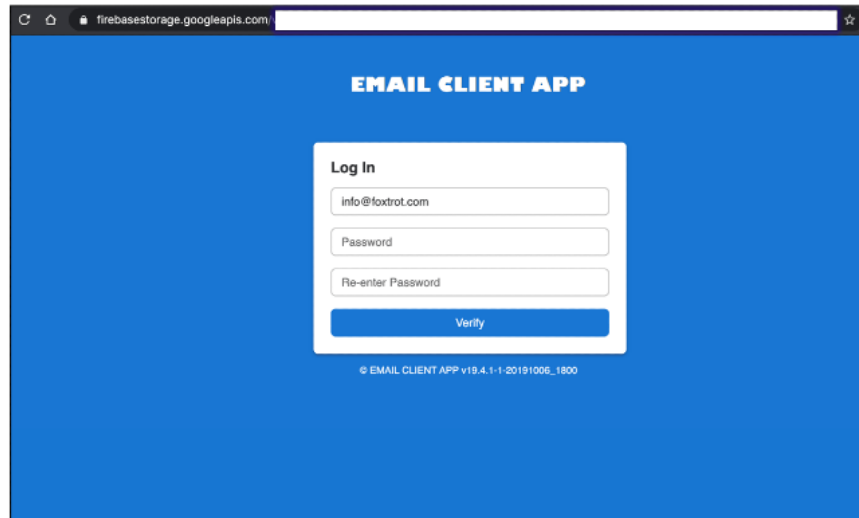 firebasestorage.googleapis.com
EMAIL CLIENT APP
Log In
info@foxtrot.com
Password
Re-enter Password
Verify
© EMAIL CLIENT APP v19.4.1-1-20191006_1800